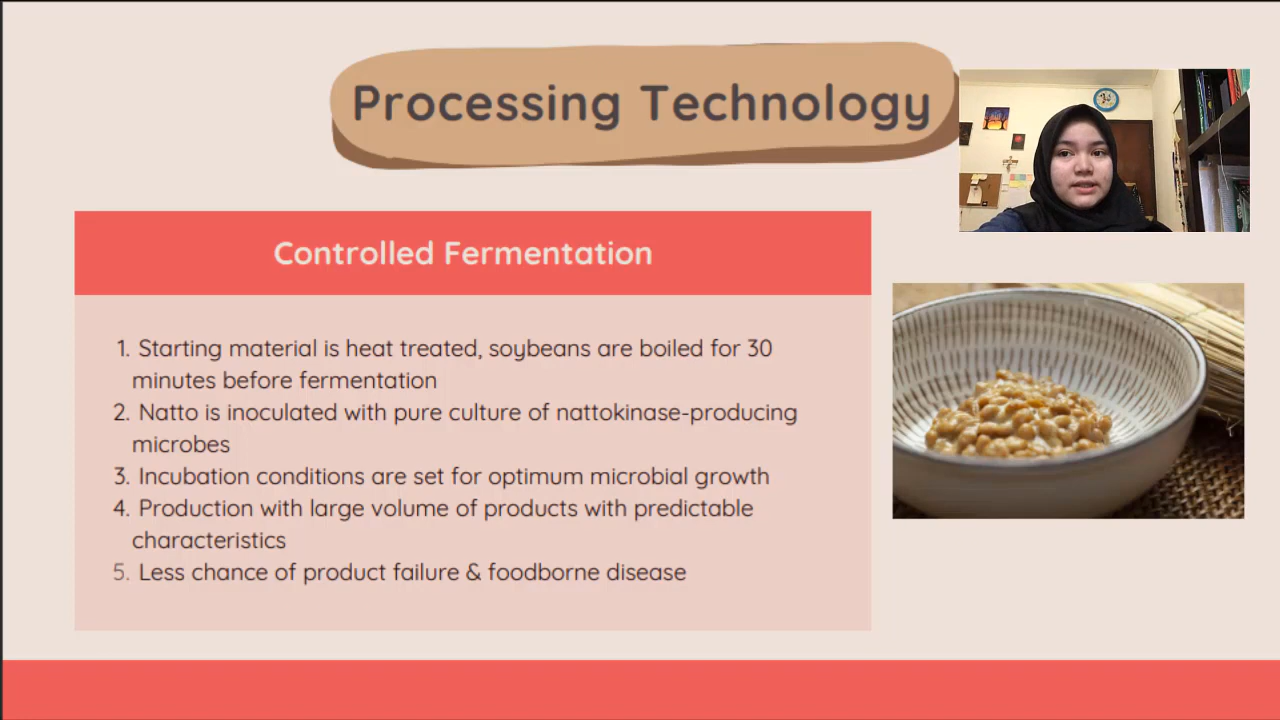 Processing Technology
Controlled Fermentation
1. Starting material is heat treated, soybeans are boiled for 30
minutes before fermentation
2. Natto is inoculated with pure culture of nattokinase-producing
microbes
3. Incubation conditions are set for optimum microbial growth
4. Production with large volume of products with predictable
characteristics
5. Less chance of product failure & foodborne disease